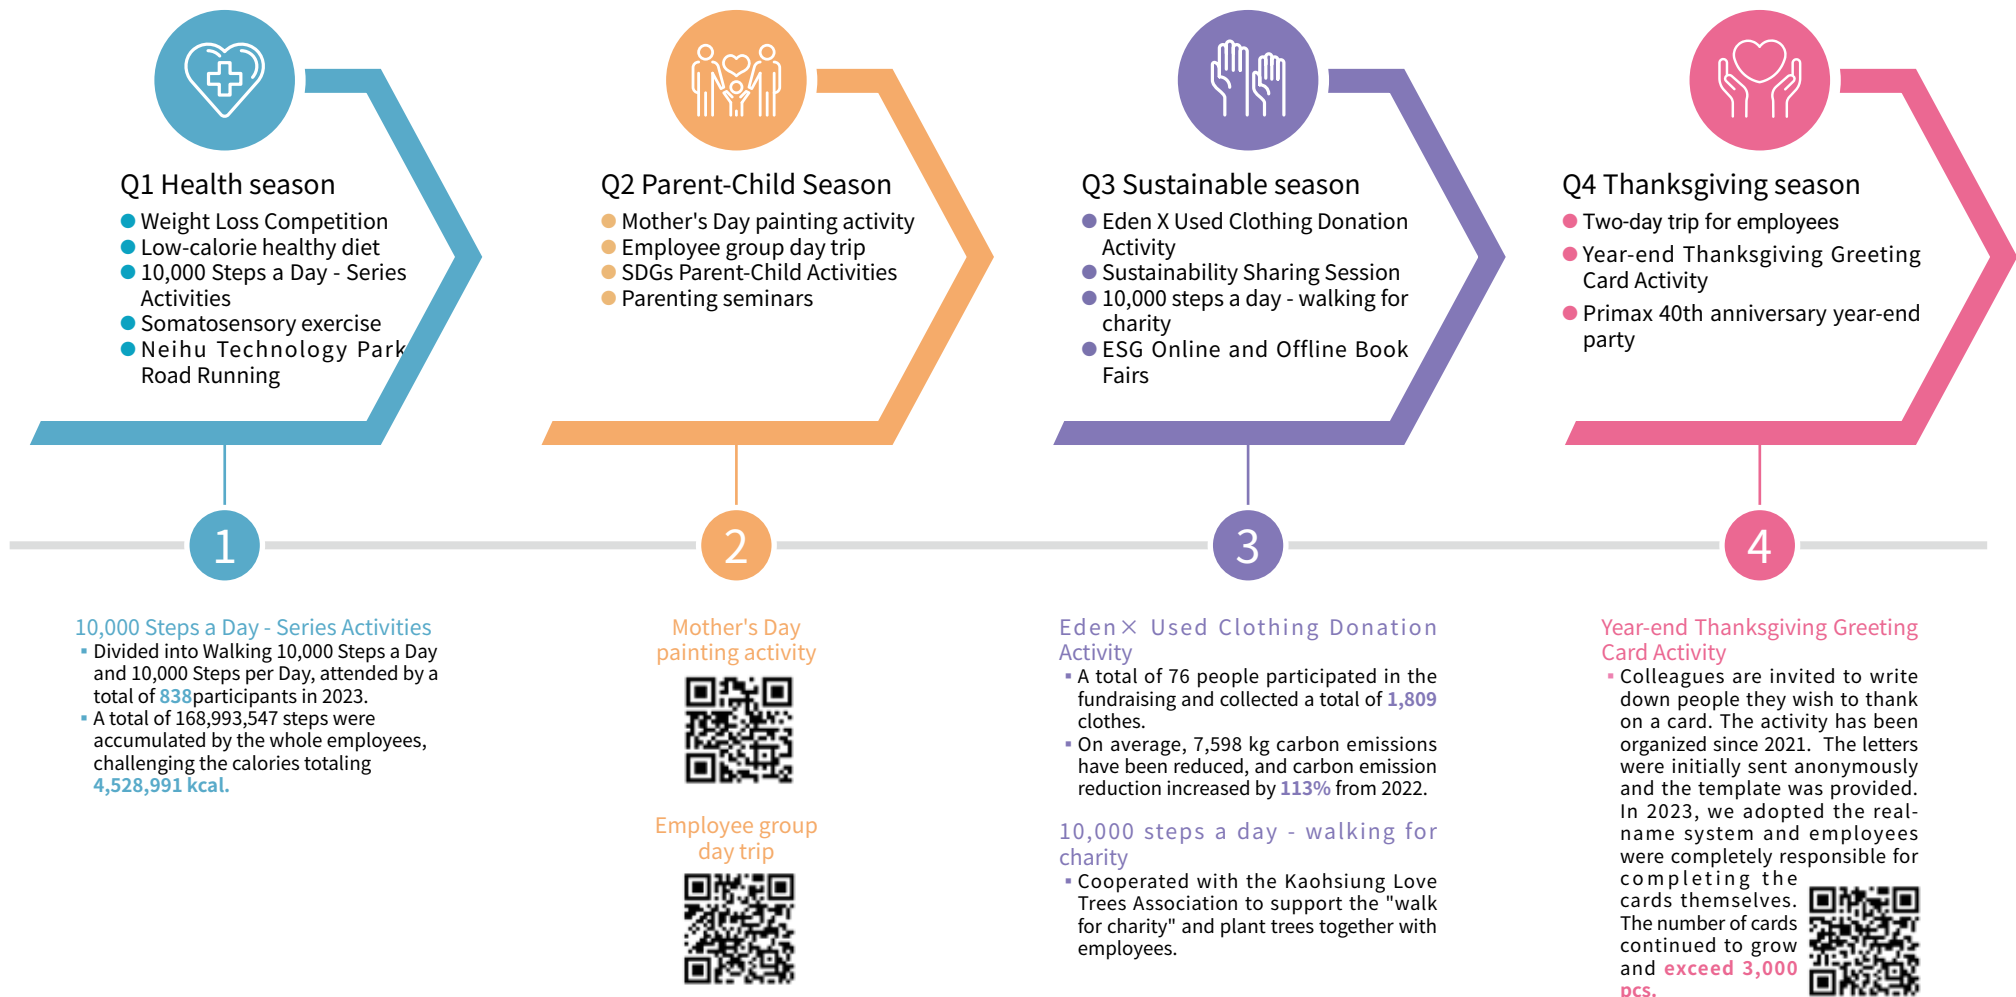 Q1 Health season
● Weight Loss Competition
● Low-calorie healthy diet
● 10,000 Steps a Day - Series
Activities
● Somatosensory exercise
● Neihu Technology Park
Road Running
Q2 Parent-Child Season
● Mother's Day painting activity
● Employee group day trip
● SDGs Parent-Child Activities
● Parenting seminars
Q3 Sustainable season
● Eden X Used Clothing Donation
Activity
● Sustainability Sharing Session
● 10,000 steps a day - walking for
charity
● ESG Online and Offline Book
Fairs
Q4 Thanksgiving season
● Two-day trip for employees
● Year-end Thanksgiving Greeting
Card Activity
● Primax 40th anniversary year-end
party
1
2
3
4
10,000 Steps a Day - Series Activities
▪ Divided into Walking 10,000 Steps a Day
and 10,000 Steps per Day, attended by a
total of 838participants in 2023.
▪ A total of 168,993,547 steps were
accumulated by the whole employees,
challenging the calories totaling
4,528,991 kcal.
Mother's Day
painting activity
Employee group
day trip
Eden× Used Clothing Donation
Activity
▪ A total of 76 people participated in the
fundraising and collected a total of 1,809
clothes.
▪ On average, 7,598 kg carbon emissions
have been reduced, and carbon emission
reduction increased by 113% from 2022.
10,000 steps a day - walking for
charity
▪ Cooperated with the Kaohsiung Love
Trees Association to support the "walk
for charity" and plant trees together with
employees.
Year-end Thanksgiving Greeting
Card Activity
▪ Colleagues are invited to write
down people they wish to thank
on a card. The activity has been
organized since 2021. The letters
were initially sent anonymously
and the template was provided.
In 2023, we adopted the real-
name system and employees
were completely responsible for
completing the
cards themselves.
The number of cards
continued to grow
and exceed 3,000
pcs.